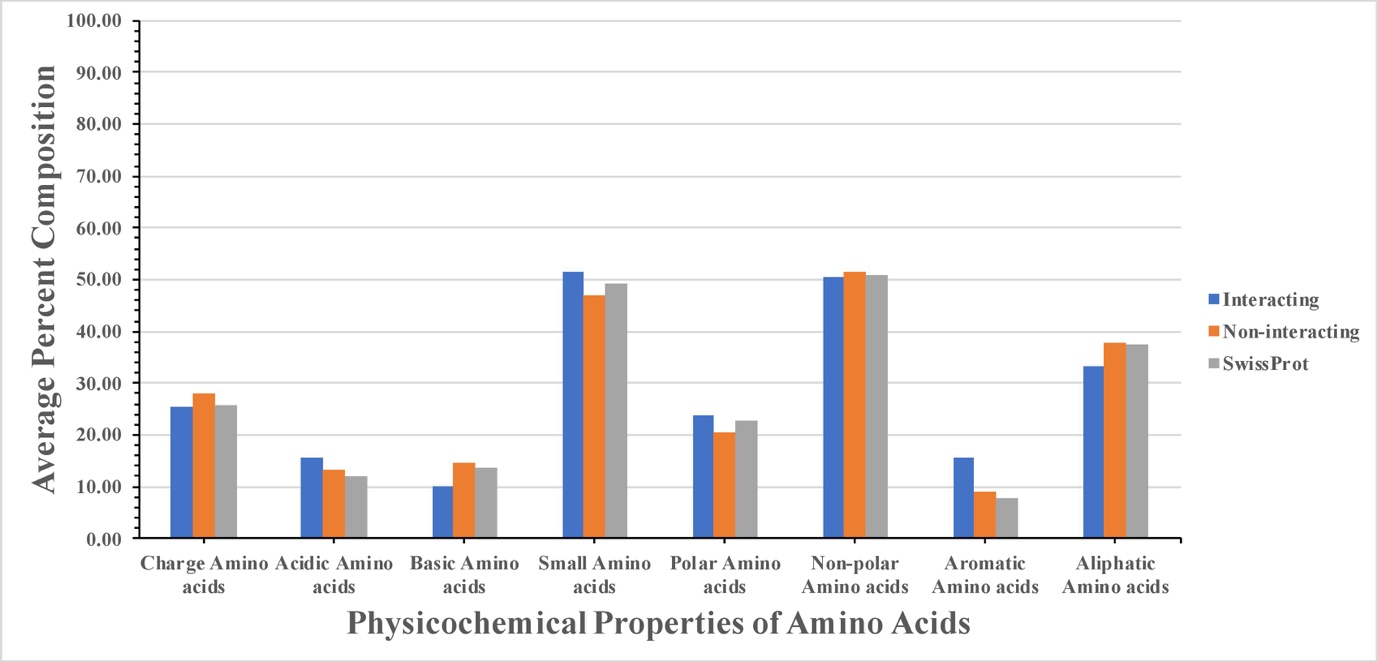 Average Percent Composition
100.00
90.00
80.00
70.00
60.00
50.00
40.00
30.00
20.00
10.00
0.00
Charge Amino acids
Acidic Amino acids
Basic Amino acids
Small Amino acids
Polar Amino acids
Non-polar Amino acids
Aromatic Amino acids
Aliphatic Amino acids
Physicochemical Properties of Amino Acids
Interacting
Non-interacting
SwissProt